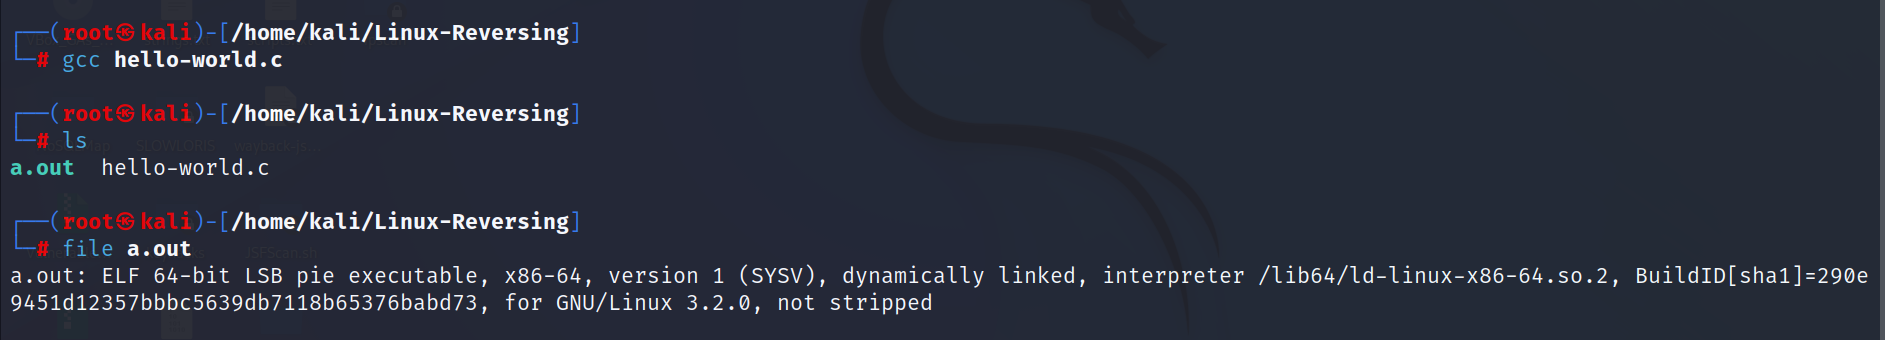 ┌──(root㉿kali)-[/home/kali/Linux-Reversing]
└─# gcc hello-world.c
┌──(root㉿kali)-[/home/kali/Linux-Reversing]
└─# ls
SLOWLORIS
a.out  hello-world.c
┌──(root㉿kali)-[/home/kali/Linux-Reversing]
└─# file a.out
a.out: ELF 64-bit LSB pie executable, x86-64, version 1 (SYSV), dynamically linked, interpreter /lib64/ld-linux-x86-64.so.2, BuildID[sha1]=290e
9451d12357bbbc5639db7118b65376babd73, for GNU/Linux 3.2.0, not stripped